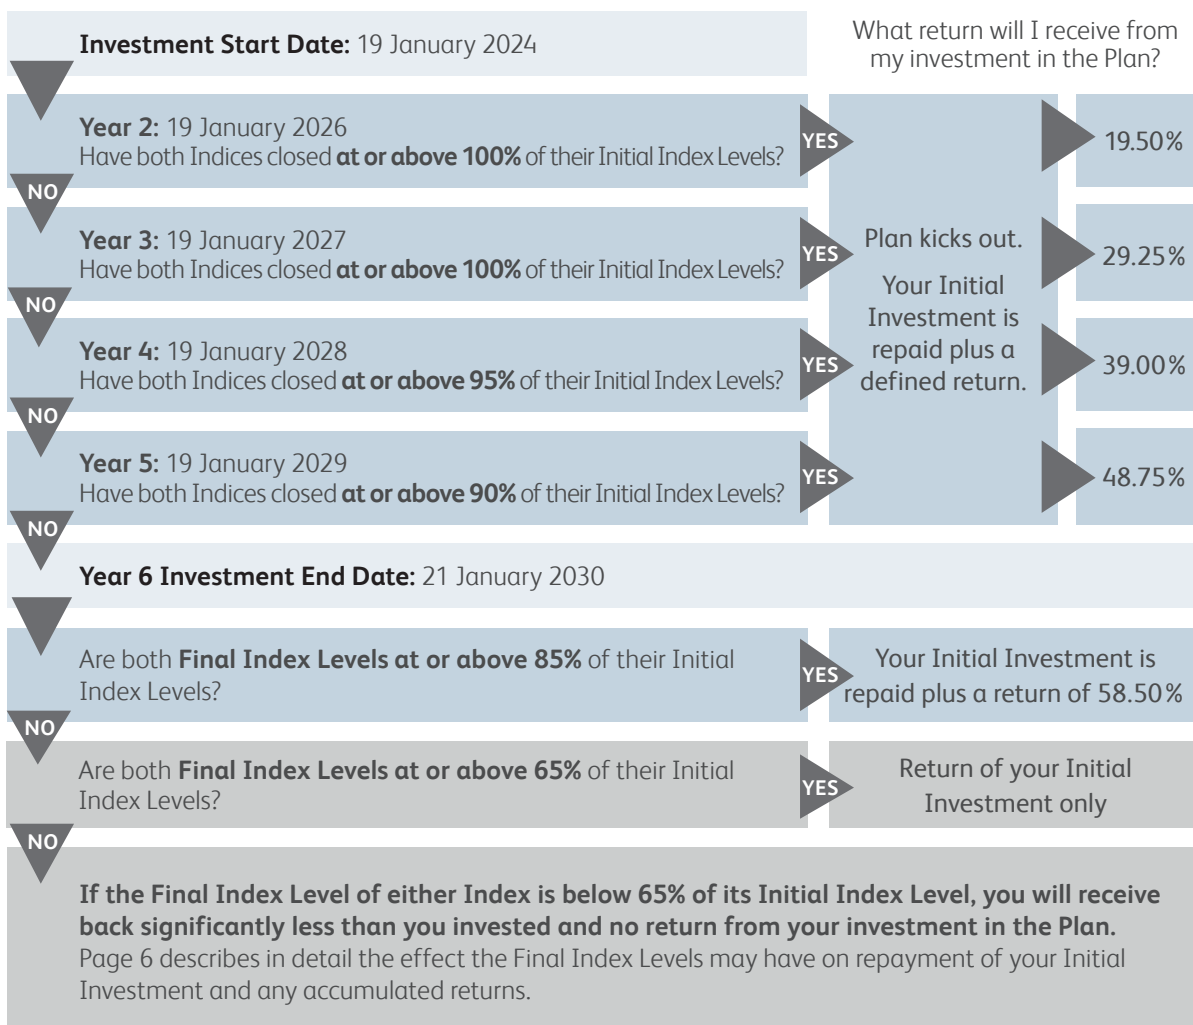 Investment Start Date: 19 January 2024
What return will I receive from
my investment in the Plan?
Year 2: 19 January 2026
Have both Indices closed at or above 100% of their Initial Index Levels?
YES
19.50%
NO
Year 3: 19 January 2027
Have both Indices closed at or above 100% of their Initial Index Levels?
YES
Plan kicks out.
Your Initial
Investment is
repaid plus a
defined return.
29.25%
NO
Year 4: 19 January 2028
Have both Indices closed at or above 95% of their Initial Index Levels?
YES
39.00%
NO
Year 5: 19 January 2029
Have both Indices closed at or above 90% of their Initial Index Levels?
YES
48.75%
NO
Year 6 Investment End Date: 21 January 2030
Are both Final Index Levels at or above 85% of their Initial
Index Levels?
YES
Your Initial Investment is
repaid plus a return of 58.50%
NO
Are both Final Index Levels at or above 65% of their Initial
Index Levels?
YES
Return of your Initial
Investment only
NO
If the Final Index Level of either Index is below 65% of its Initial Index Level, you will receive
back significantly less than you invested and no return from your investment in the Plan.
Page 6 describes in detail the effect the Final Index Levels may have on repayment of your Initial
Investment and any accumulated returns.